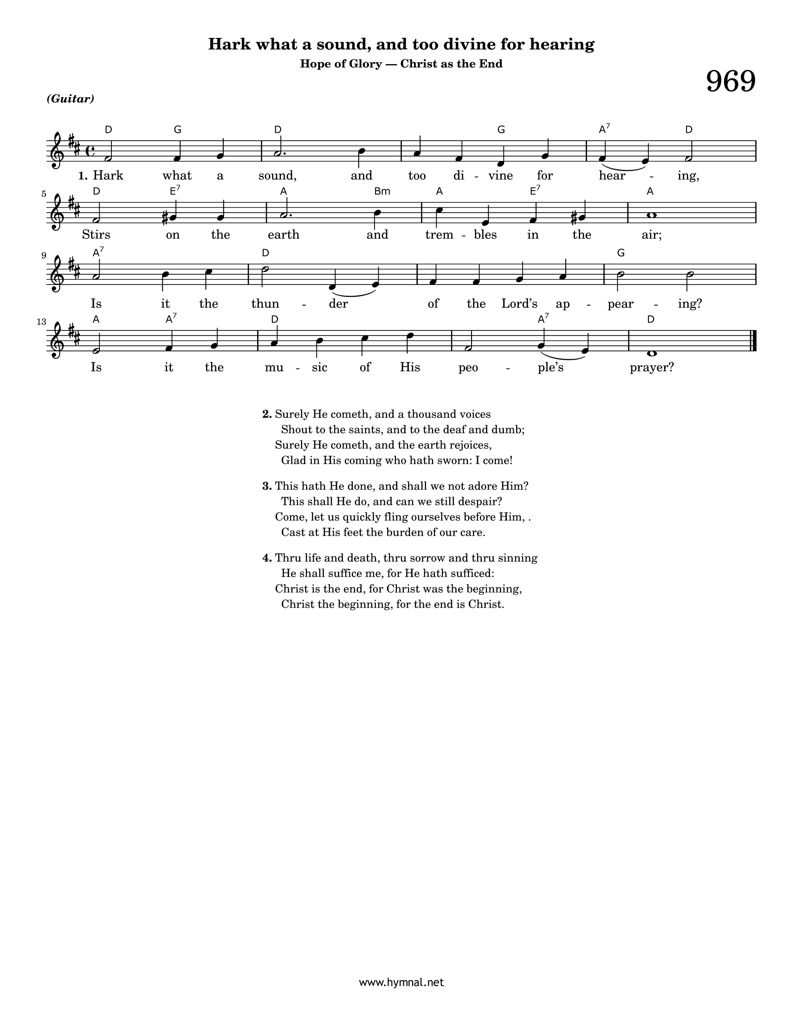 Hark what a sound, and too divine for hearing
Hope of Glory — Christ as the End
969
(Guitar)
D G D G A7 D
1. Hark what a sound, and too di - vine for hear - ing,
5 D E7 A Bm A E7 A
Stirs on the earth and trem - bles in the air;
9 A7 D G
Is it the thun - der of the Lord's ap - pear - ing?
13 A A7 D A7 D
Is it the mu - sic of His peo - ple's prayer?
2. Surely He cometh, and a thousand voices
Shout to the saints, and to the deaf and dumb;
Surely He cometh, and the earth rejoices,
Glad in His coming who hath sworn: I come!
3. This hath He done, and shall we not adore Him?
This shall He do, and can we still despair?
Come, let us quickly fling ourselves before Him, .
Cast at His feet the burden of our care.
4. Thru life and death, thru sorrow and thru sinning
He shall suffice me, for He hath sufficed:
Christ is the end, for Christ was the beginning,
Christ the beginning, for the end is Christ.
www.hymnal.net